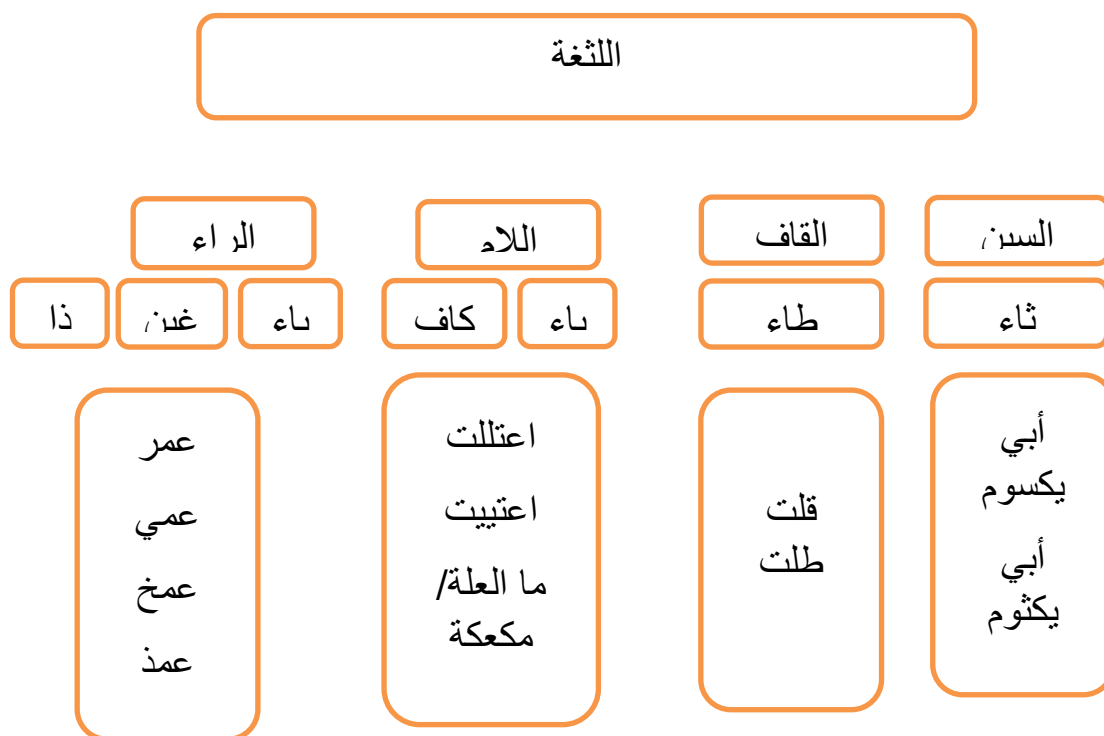 اللثغة
السين
القاف
اللام
الراء
ثاء
طاء
ياء
كاف
ياء
غين
ذا
أبي
يكسوم
أبي
يكثوم
قلت
طلت
اعتللت
اعتييت
ما العلة/
مكعكة
عمر
عمي
عمخ
عمذ